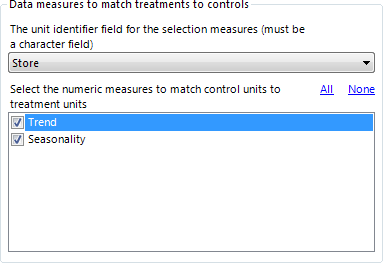 Data measures to match treatments to controls
The unit identifier field for the selection measures (must be
a character field)
Store
Select the numeric measures to match control units to
treatment units
All None
Trend
Seasonality